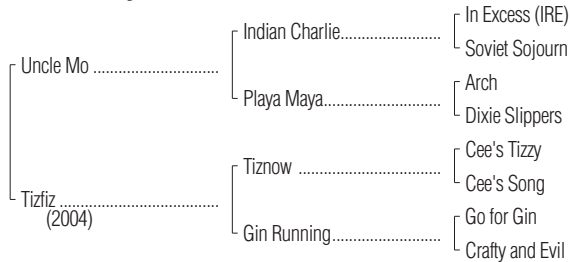 In Excess (IRE)
Indian Charlie....................
Soviet Sojourn
Uncle Mo .........................
Arch
Playa Maya........................
Dixie Slippers
Cee's Tizzy
Tiznow ...........................
Cee's Song
Tizfiz ...............................
(2004)
Go for Gin
Gin Running......................
Crafty and Evil